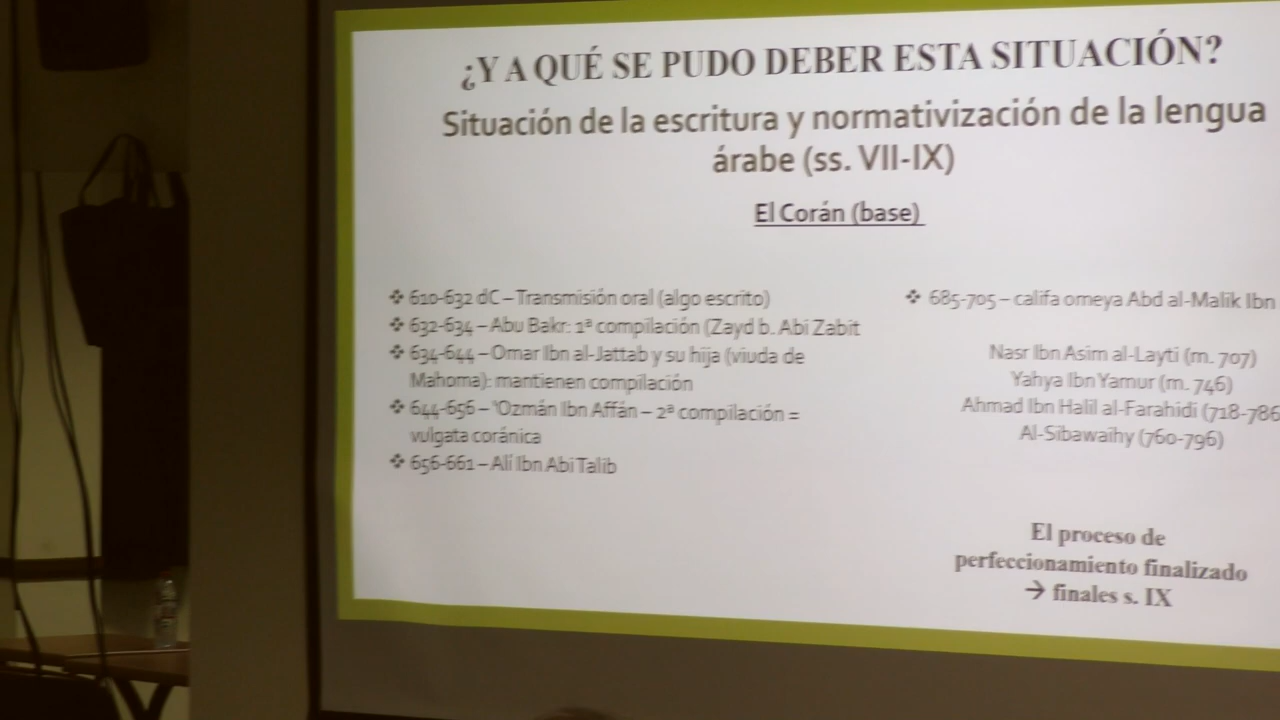 ¿Y A QUÉ SE PUDO DEBER ESTA SITUACIÓN?
Situación de la escritura y normativización de la lengua
árabe (ss. VII-IX)
El Corán (base)
❖ 610-632 dC – Transmisión oral (algo escrito)
❖ 632-634 – Abu Bakr: 1ª compilación (Zayd b. Abi Zabit
❖ 634-644 – Omar Ibn al-Jattab y su hija (viuda de
Mahoma): mantienen compilación
❖ 644-656 – 'Ozmán Ibn Affán – 2ª compilación =
vulgata coránica
❖ 656-661 – Alí Ibn Abi Talib
❖ 685-705 – califa omeya Abd al-Malik Ibn
Nasr Ibn Asim al-Layti (m. 707)
Yahya Ibn Yamur (m. 746)
Ahmad Ibn Halil al-Farahidi (718-786
Al-Sibawaihy (760-796)
El proceso de
perfeccionamiento finalizado
→ finales s. IX